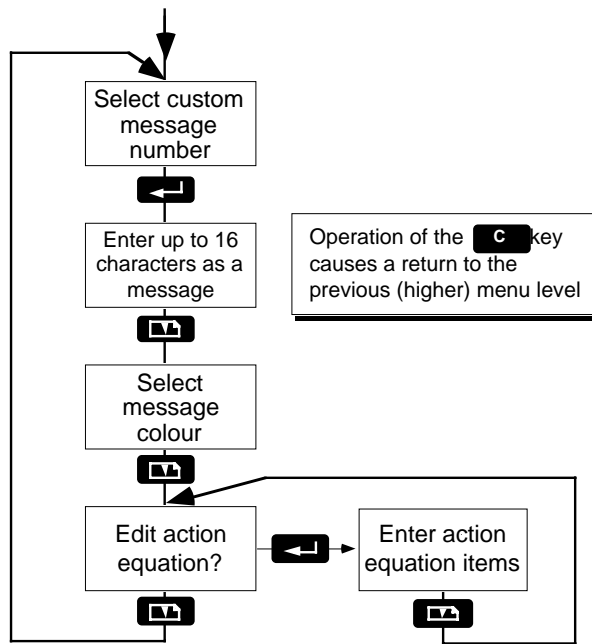 Select custom
message
number
Enter up to 16
characters as a
message
Operation of the C key
causes a return to the
previous (higher) menu level
Select
message
colour
Edit action
equation?
Enter action
equation items